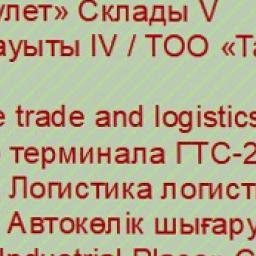 улет» Склады V
ауыты IV / ТОО «Та
e trade and logistics
терминала ГТС-2
Логистика логист
Автокөлік шығару
Industrial Place» C